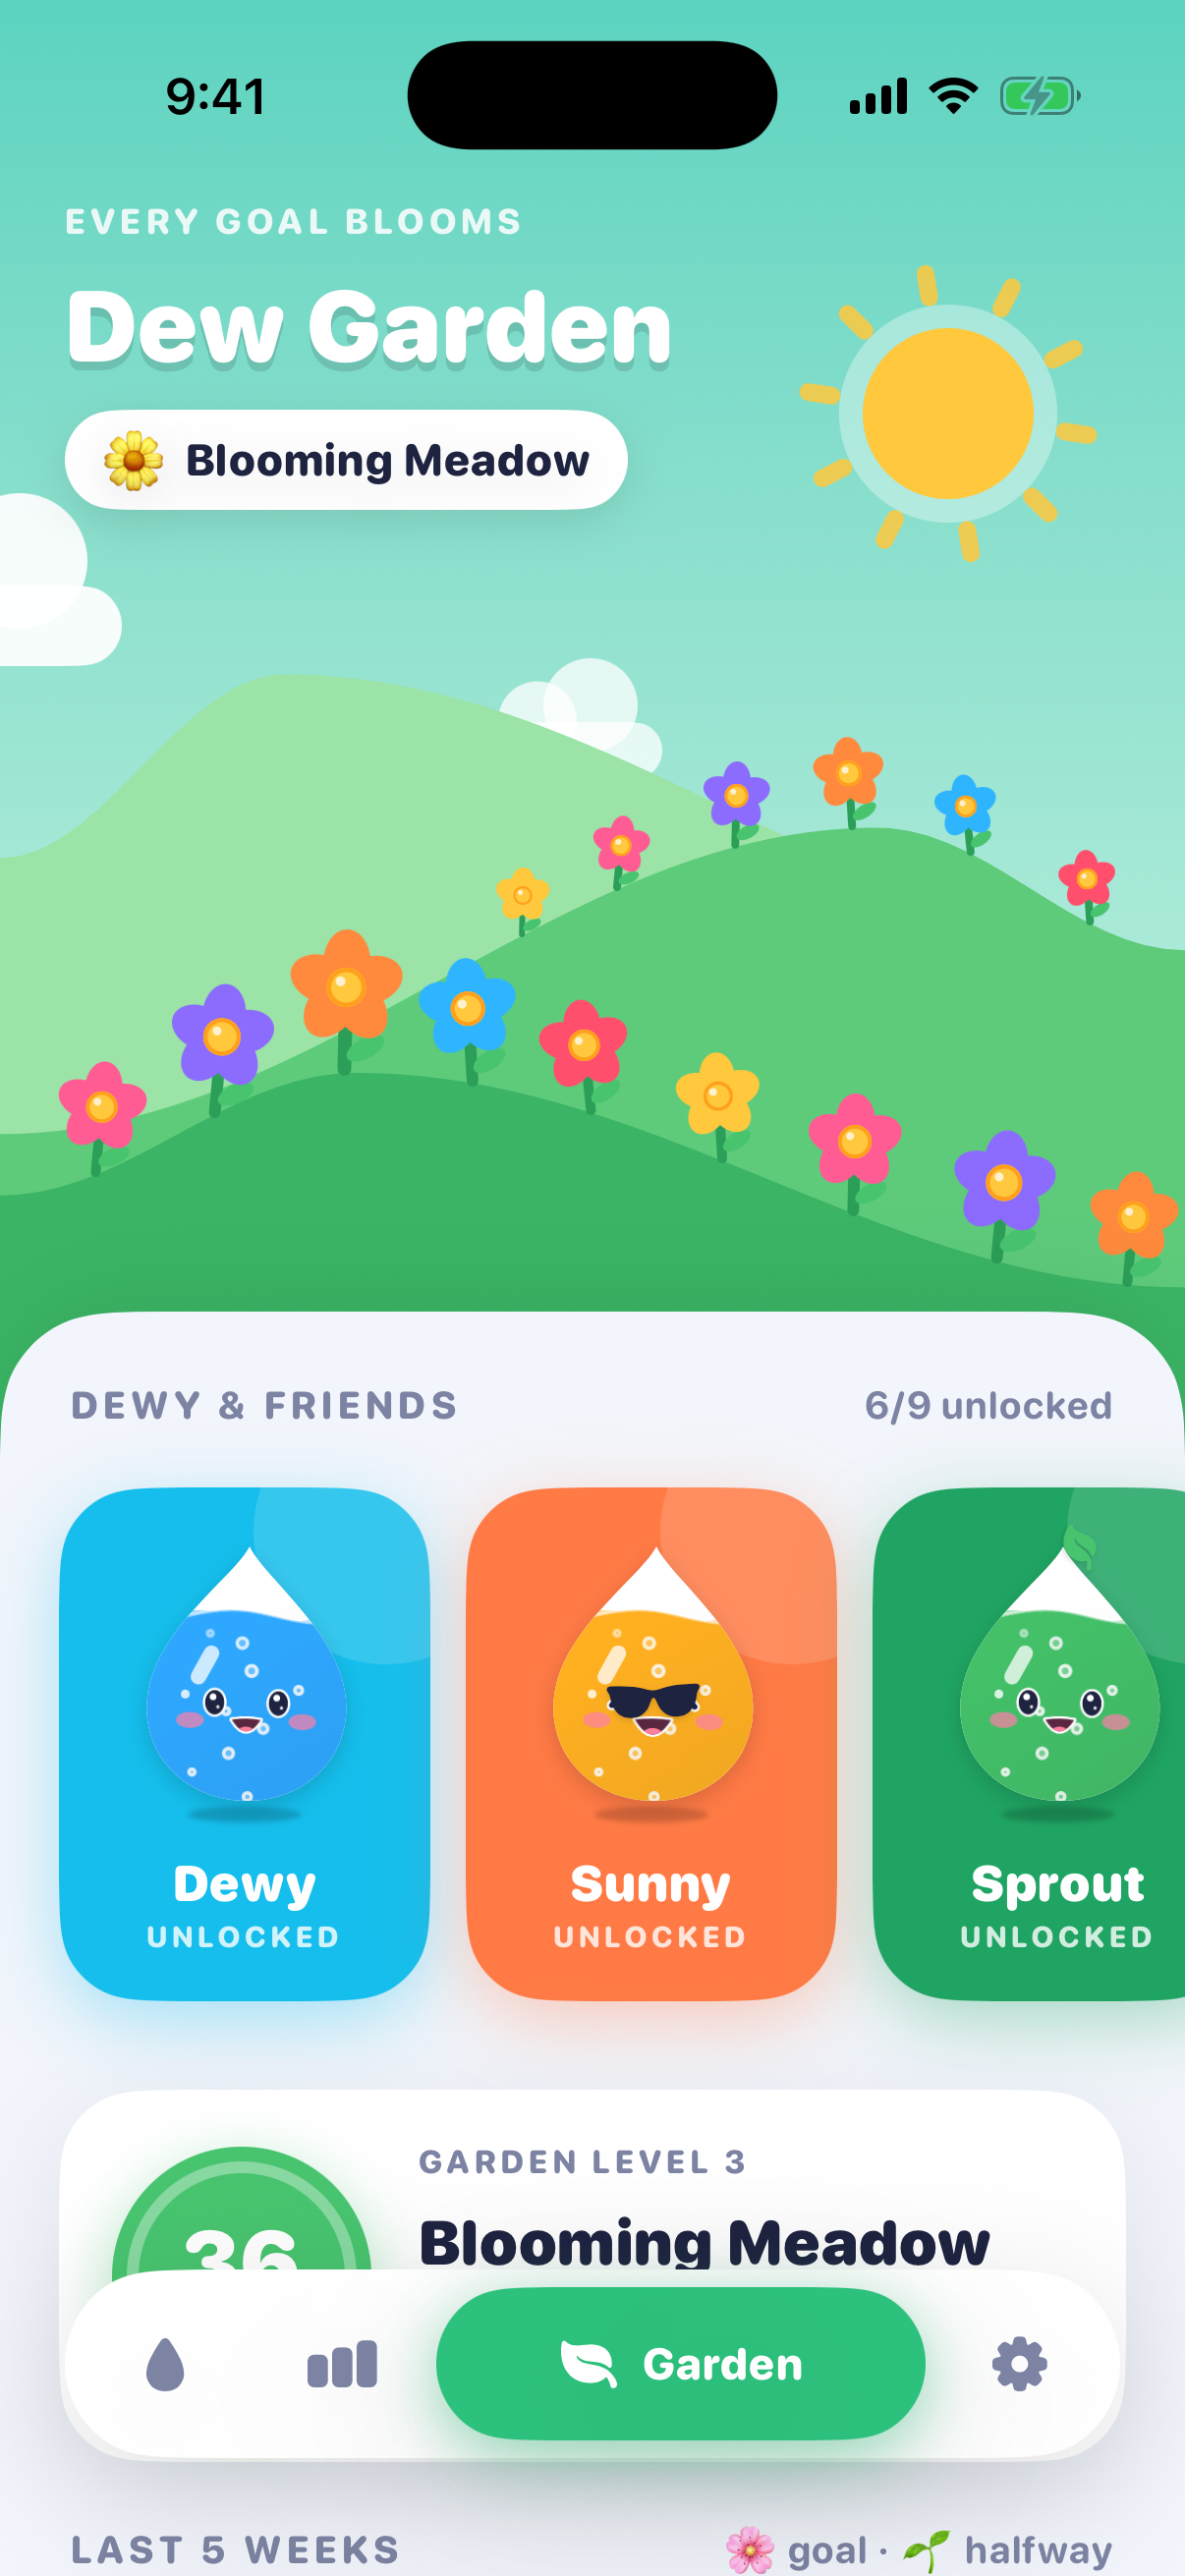 9:41
EVERY GOAL BLOOMS
Dew Garden
Blooming Meadow
DEWY & FRIENDS
6/9 unlocked
Dewy
UNLOCKED
Sunny
UNLOCKED
Sprout
UNLOCKED
GARDEN LEVEL 3
36
Blooming Meadow
Garden
LAST 5 WEEKS
🌸 goal · 🌱 halfway